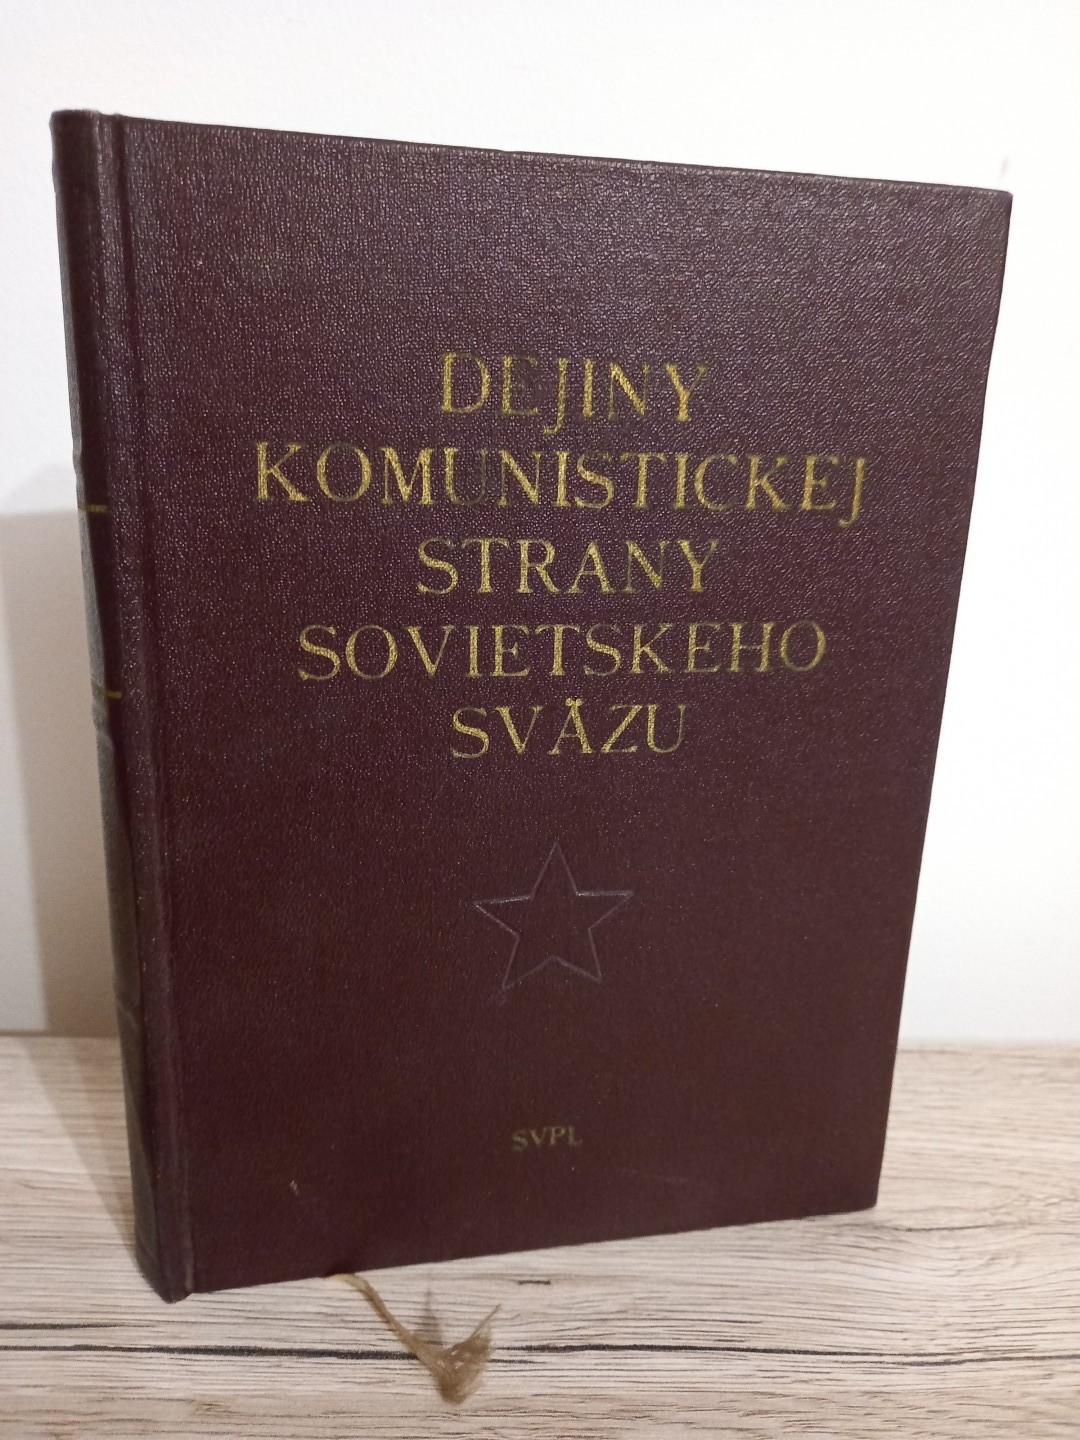 DEJINY
KOMUNISTICKEJ
STRANY
SOVIETSKEHO
SVÄZU
SVPL